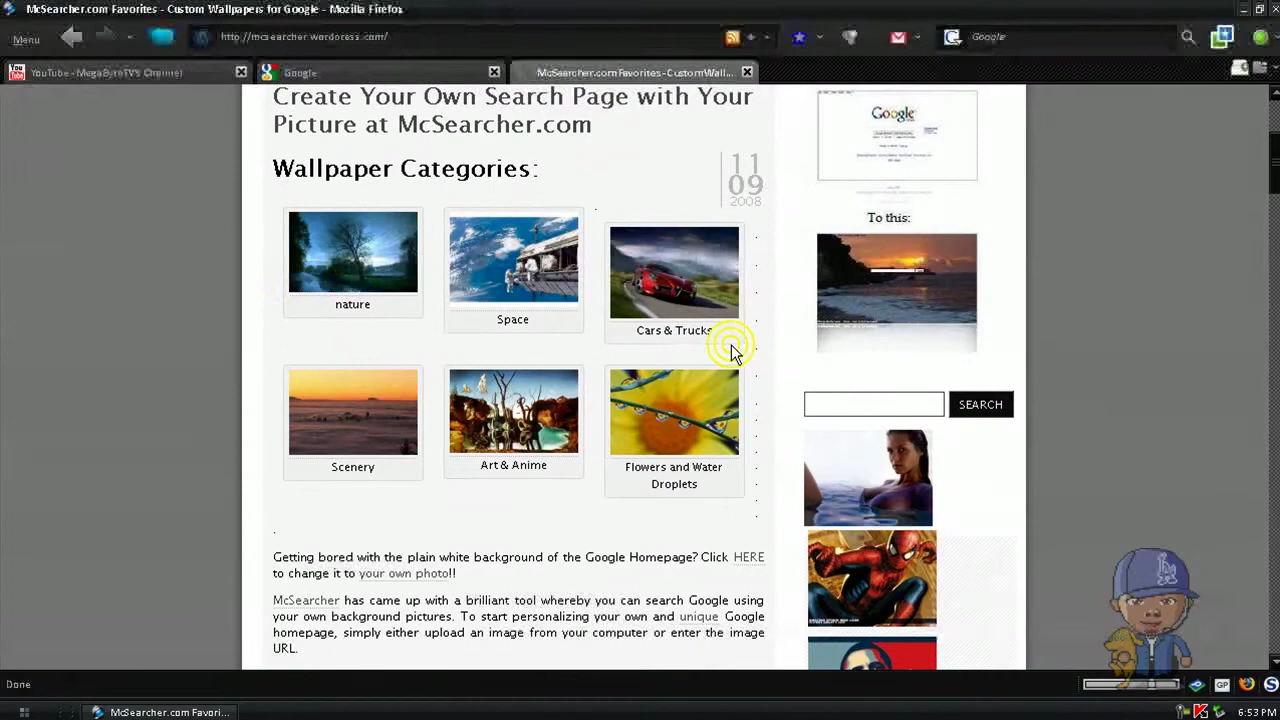 McSearcher.com Favorites - Custom Wallpapers for Google - Mozilla Firefox
Menu
http://mcsearcher.wordpress.com/
Google
YouTube - MegaByteTV's Channel
Google
McSearcher.com Favorites - Custom Wall...
Create Your Own Search Page with Your
Picture at McSearcher.com
Wallpaper Categories:
11
09
2008
nature
Space
Cars & Trucks
Scenery
Art & Anime
Flowers and Water
Droplets
Getting bored with the plain white background of the Google Homepage? Click HERE
to change it to your own photo!!
McSearcher has came up with a brilliant tool whereby you can search Google using
your own background pictures. To start personalizing your own and unique Google
homepage, simply either upload an image from your computer or enter the image
URL.
Google
To this:
SEARCH
Done
GP
McSearcher.com Favori...
6:53 PM